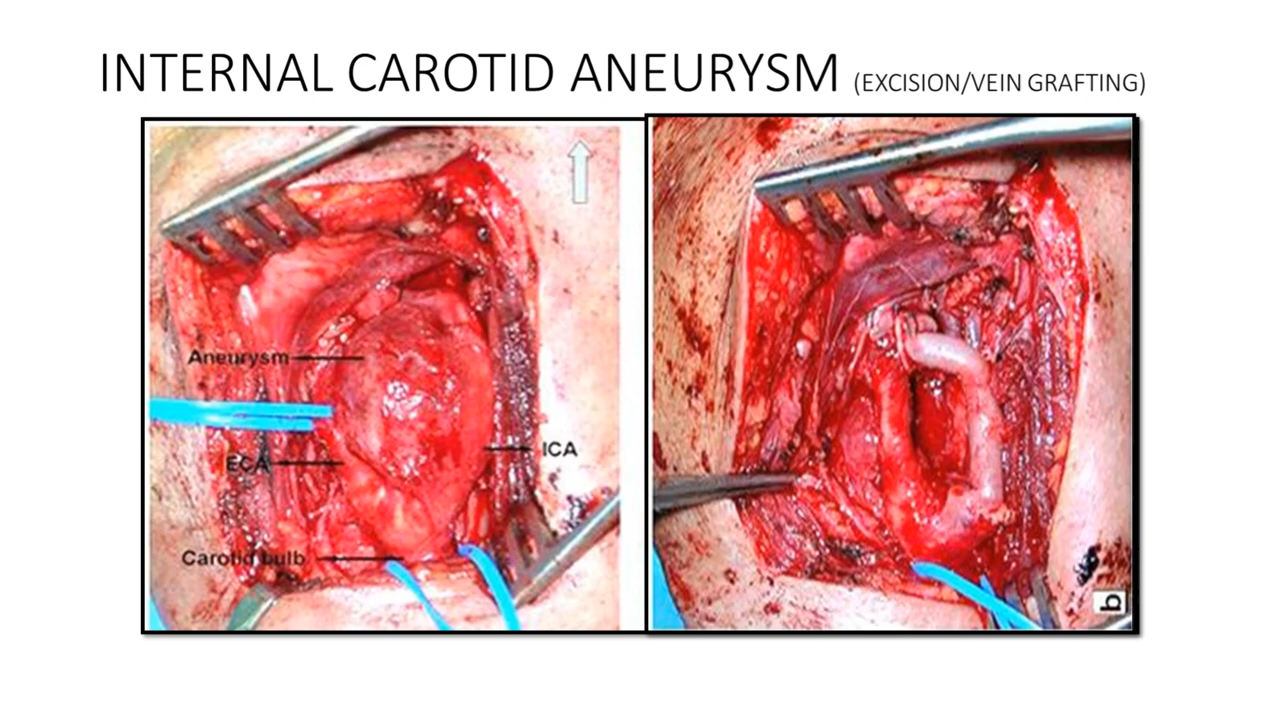 INTERNAL CAROTID ANEURYSM (EXCISION/VEIN GRAFTING)
Aneurysm
ICA
ECA
Carotid bulb
b